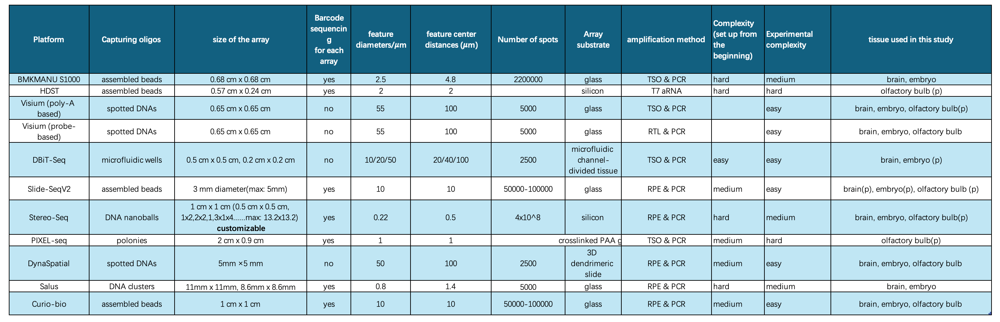 Platform
Capturing oligos
size of the array
Barcode
sequencin
g
for each
array
feature
diameters/μm
feature center
distances (μm)
Number of spots
Array
substrate
amplification method
Complexity
(set up from
the
beginning)
Experimental
complexity
tissue used in this study
BMKMANU S1000
assembled beads
0.68 cm x 0.68 cm
yes
2.5
4.8
2200000
glass
TSO & PCR
hard
medium
brain, embryo
HDST
assembled beads
0.57 cm x 0.24 cm
yes
2
2
silicon
T7 aRNA
hard
hard
olfactory bulb (p)
Visium (poly-A
based)
spotted DNAs
0.65 cm x 0.65 cm
no
55
100
5000
glass
TSO & PCR
easy
brain, embryo, olfactory bulb(p)
Visium (probe-
based)
spotted DNAs
0.65 cm x 0.65 cm
no
55
100
5000
glass
RTL & PCR
easy
brain, embryo, olfactory bulb
DBiT-Seq
microfluidic wells
0.5 cm x 0.5 cm, 0.2 cm x 0.2 cm
no
10/20/50
20/40/100
2500
microfluidic
channel-
divided tissue
TSO & PCR
easy
easy
brain, embryo (p)
Slide-SeqV2
assembled beads
3 mm diameter(max: 5mm)
yes
10
10
50000-100000
glass
RPE & PCR
medium
easy
brain(p), embryo(p), olfactory bulb (p)
Stereo-Seq
DNA nanoballs
1 cm x 1 cm (0.5 cm x 0.5 cm,
1x2,2x2,1,3x1x4......max: 13.2x13.2)
customizable
yes
0.22
0.5
4x10^8
silicon
RPE & PCR
hard
medium
brain, embryo, olfactory bulb(p)
PIXEL-seq
polonies
2 cm x 0.9 cm
yes
1
1
crosslinked PAA g
TSO & PCR
medium
hard
olfactory bulb(p)
DynaSpatial
spotted DNAs
5mm ×5 mm
no
50
100
2500
3D
dendrimeric
slide
RPE & PCR
medium
easy
brain, embryo, olfactory bulb
Salus
DNA clusters
11mm x 11mm, 8.6mm x 8.6mm
yes
0.8
1.4
5000
glass
RPE & PCR
hard
medium
brain, embryo
Curio-bio
assembled beads
1 cm x 1 cm
yes
10
10
50000-100000
glass
RPE & PCR
medium
easy
brain, embryo, olfactory bulb